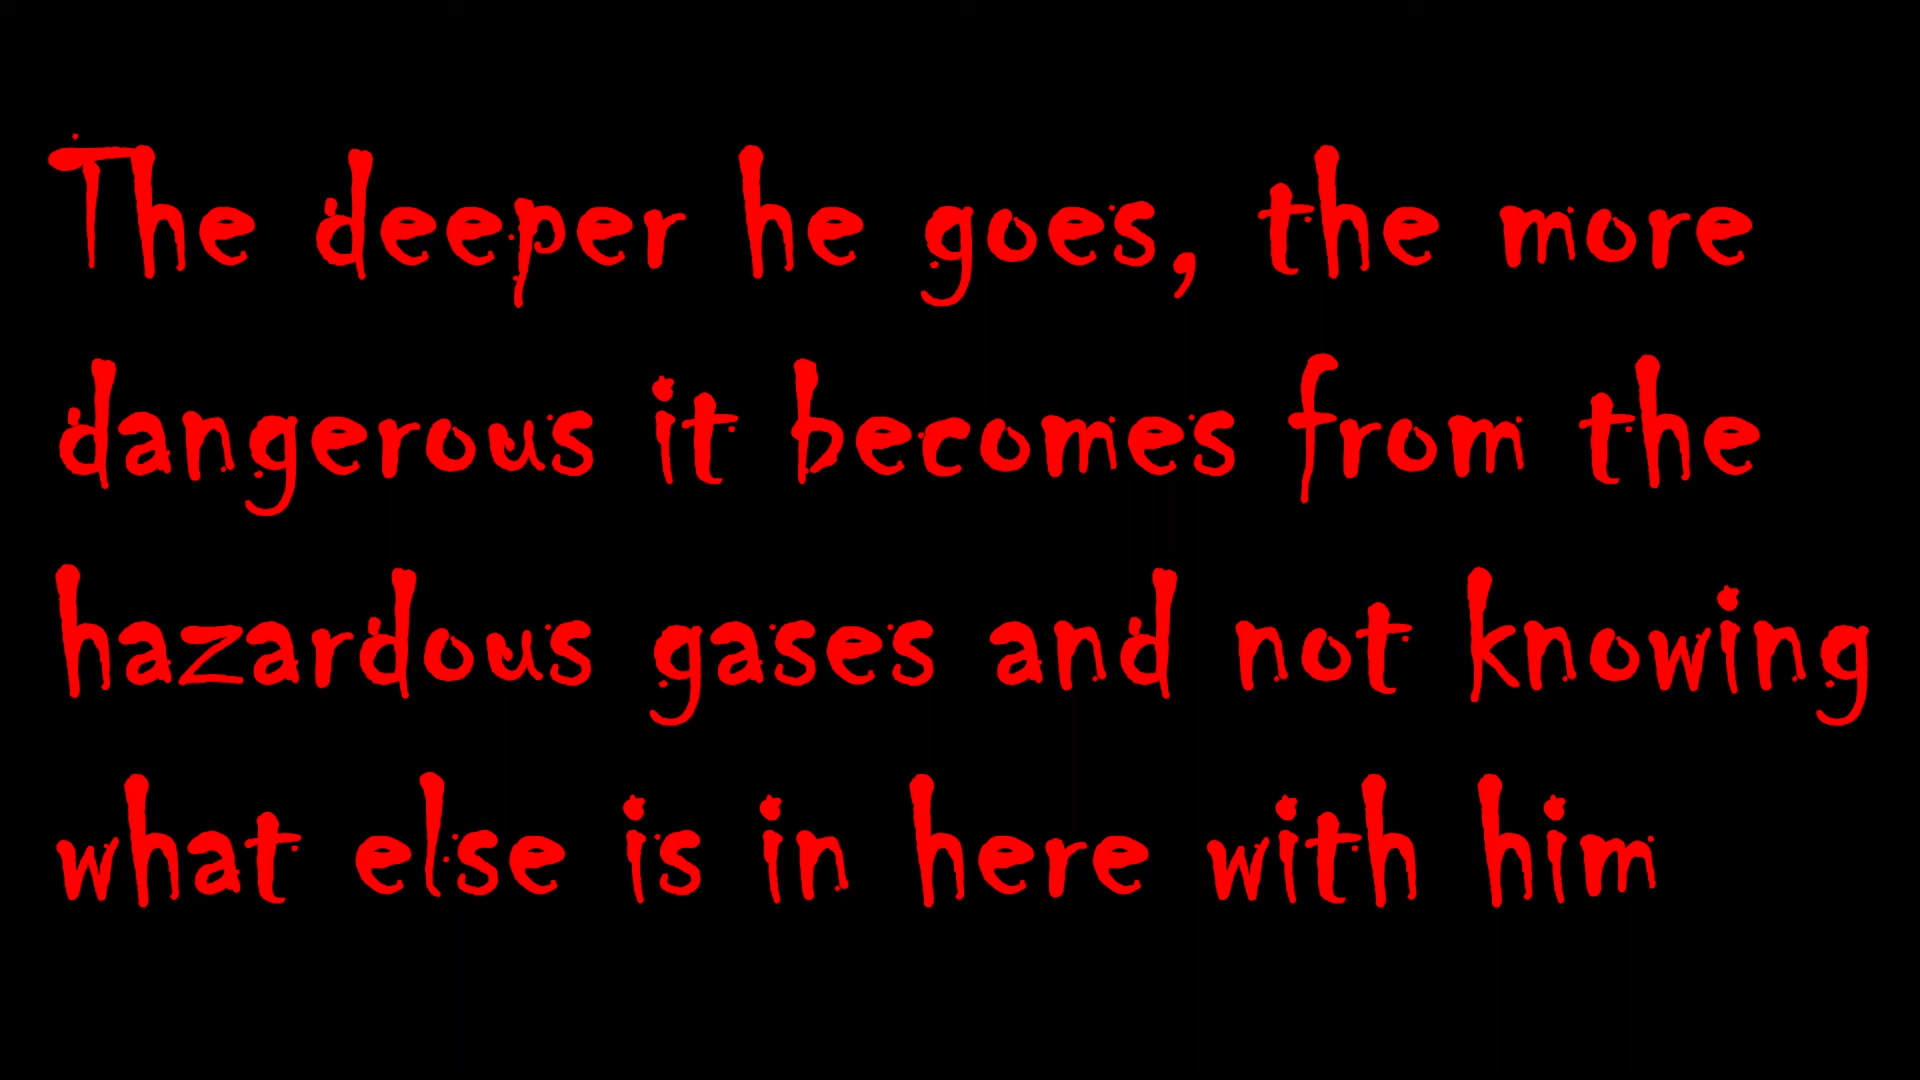 The deeper he goes, the more
dangerous it becomes from the
hazardous gases and not knowing
what else is in here with him